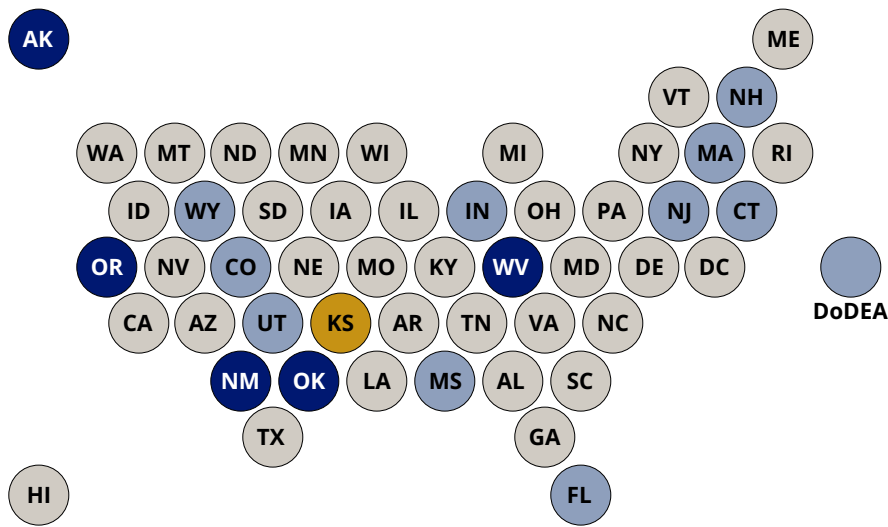 AK ME
VT NH
WA MT ND MN WI MI NY MA RI
ID WY SD IA IL IN OH PA NJ CT
OR NV CO NE MO KY WV MD DE DC
DoDEA
CA AZ UT KS AR TN VA NC
NM OK LA MS AL SC
TX GA
HI FL